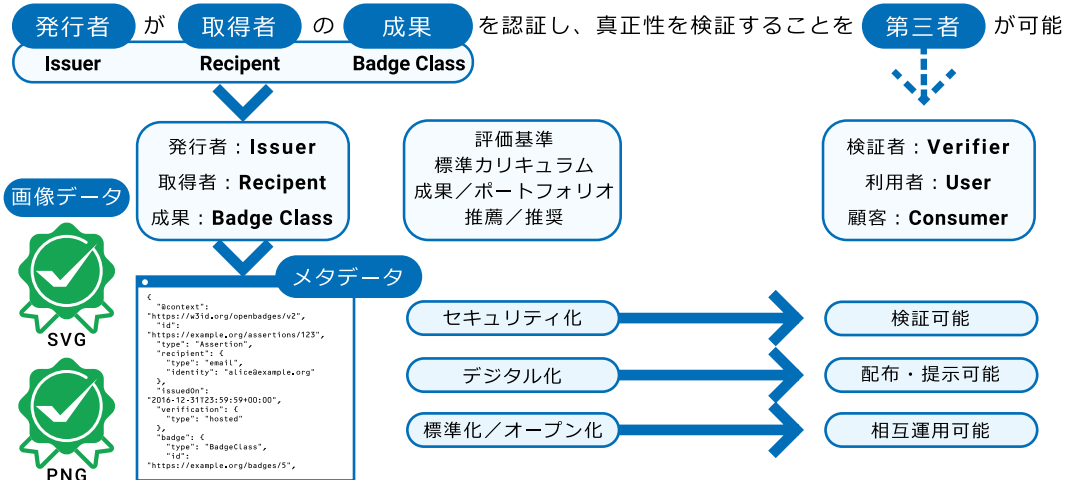 発行者 が 取得者 の 成果 を認証し、真正性を検証することを 第三者 が可能
Issuer Recipent Badge Class
発行者：Issuer
取得者：Recipent
成果：Badge Class
評価基準
標準カリキュラム
成果／ポートフォリオ
推薦／推奨
検証者：Verifier
利用者：User
顧客：Consumer
画像データ
SVG
PNG
メタデータ
{
"@context":
"https://w3id.org/openbadges/v2",
"id":
"https://example.org/assertions/123",
"type": "Assertion",
"recipient": {
"type": "email",
"identity": "alice@example.org"
},
"issuedOn":
"2016-12-31T23:59:59+00:00",
"verification": {
"type": "hosted"
},
"badge": {
"type": "BadgeClass",
"id":
"https://example.org/badges/5",
セキュリティ化 検証可能
デジタル化 配布・提示可能
標準化／オープン化 相互運用可能